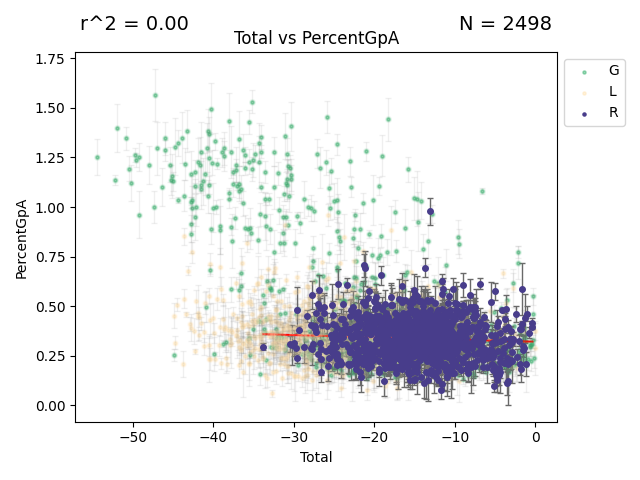 r^2 = 0.00
N = 2498
Total vs PercentGpA
1.75
1.50
1.25
1.00
0.75
0.50
0.25
0.00
PercentGpA
−50
−40
−30
−20
−10
0
Total
G
L
R